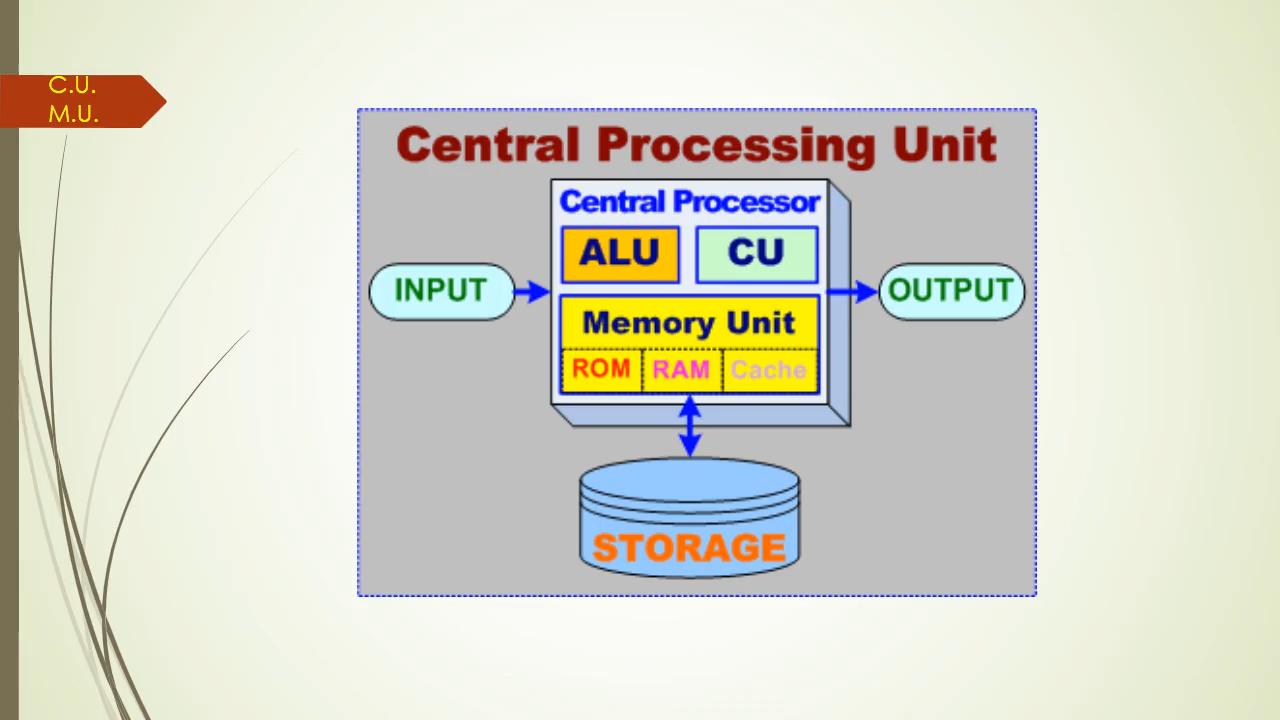 C.U.
M.U.
Central Processing Unit
Central Processor
ALU CU
INPUT
OUTPUT
Memory Unit
ROM RAM Cache
STORAGE